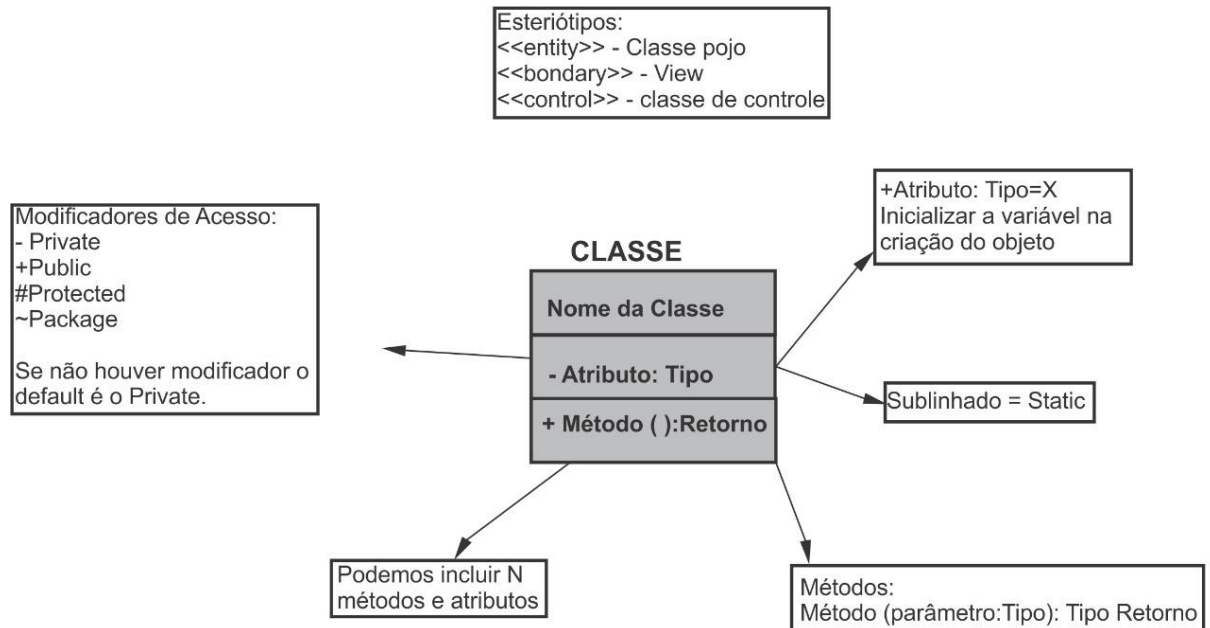 Esteriótipos:
<<entity>> - Classe pojo
<<bondary>> - View
<<control>> - classe de controle
Modificadores de Acesso:
- Private
+Public
#Protected
~Package
Se não houver modificador o
default é o Private.
CLASSE
Nome da Classe
- Atributo: Tipo
+ Método ( ):Retorno
+Atributo: Tipo=X
Inicializar a variável na
criação do objeto
Sublinhado = Static
Podemos incluir N
métodos e atributos
Métodos:
Método (parâmetro:Tipo): Tipo Retorno